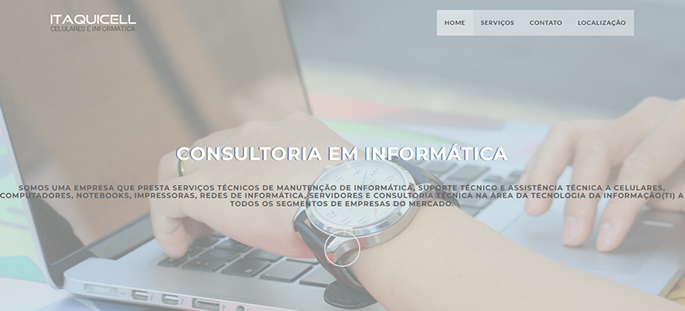 ITAQUICELL
CELULARES E INFORMÁTICA
HOME SERVIÇOS CONTATO LOCALIZAÇÃO
CONSULTORIA EM INFORMÁTICA
SOMOS UMA EMPRESA QUE PRESTA SERVIÇOS TÉCNICOS DE MANUTENÇÃO DE INFORMÁTICA, SUPORTE TÉCNICO E ASSISTÊNCIA TÉCNICA A CELULARES,
COMPUTADORES, NOTEBOOKS, IMPRESSORAS, REDES DE INFORMÁTICA, SERVIDORES E CONSULTORIA TÉCNICA NA ÁREA DA TECNOLOGIA DA INFORMAÇÃO(TI) A
TODOS OS SEGMENTOS DE EMPRESAS DO MERCADO.